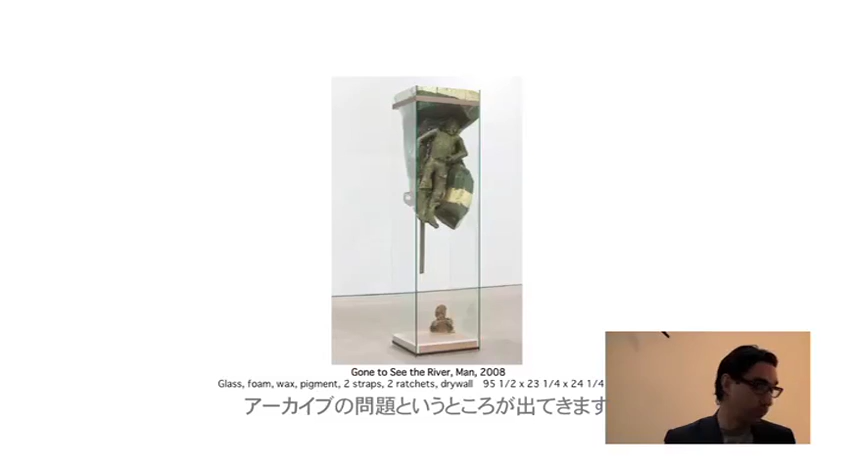 Gone to See the River, Man, 2008
Glass, foam, wax, pigment, 2 straps, 2 ratchets, drywall 95 1/2 x 23 1/4 x 24 1/4
アーカイブの問題というところが出てきます